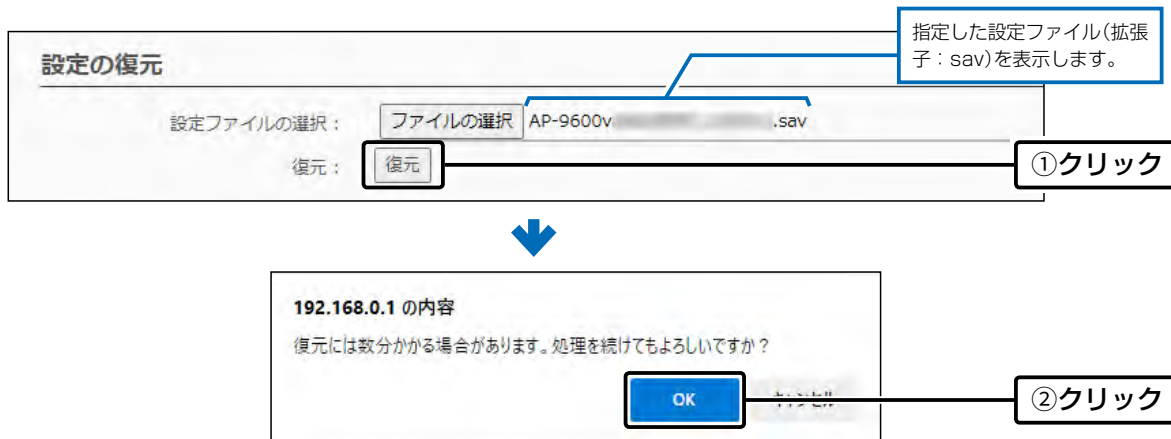 指定した設定ファイル(拡張
子：sav)を表示します。
設定の復元
設定ファイルの選択： ファイルの選択 AP-9600v .sav
復元： 復元
①クリック
192.168.0.1 の内容
復元には数分かかる場合があります。処理を続けてもよろしいですか？
OK キャンセル
②クリック